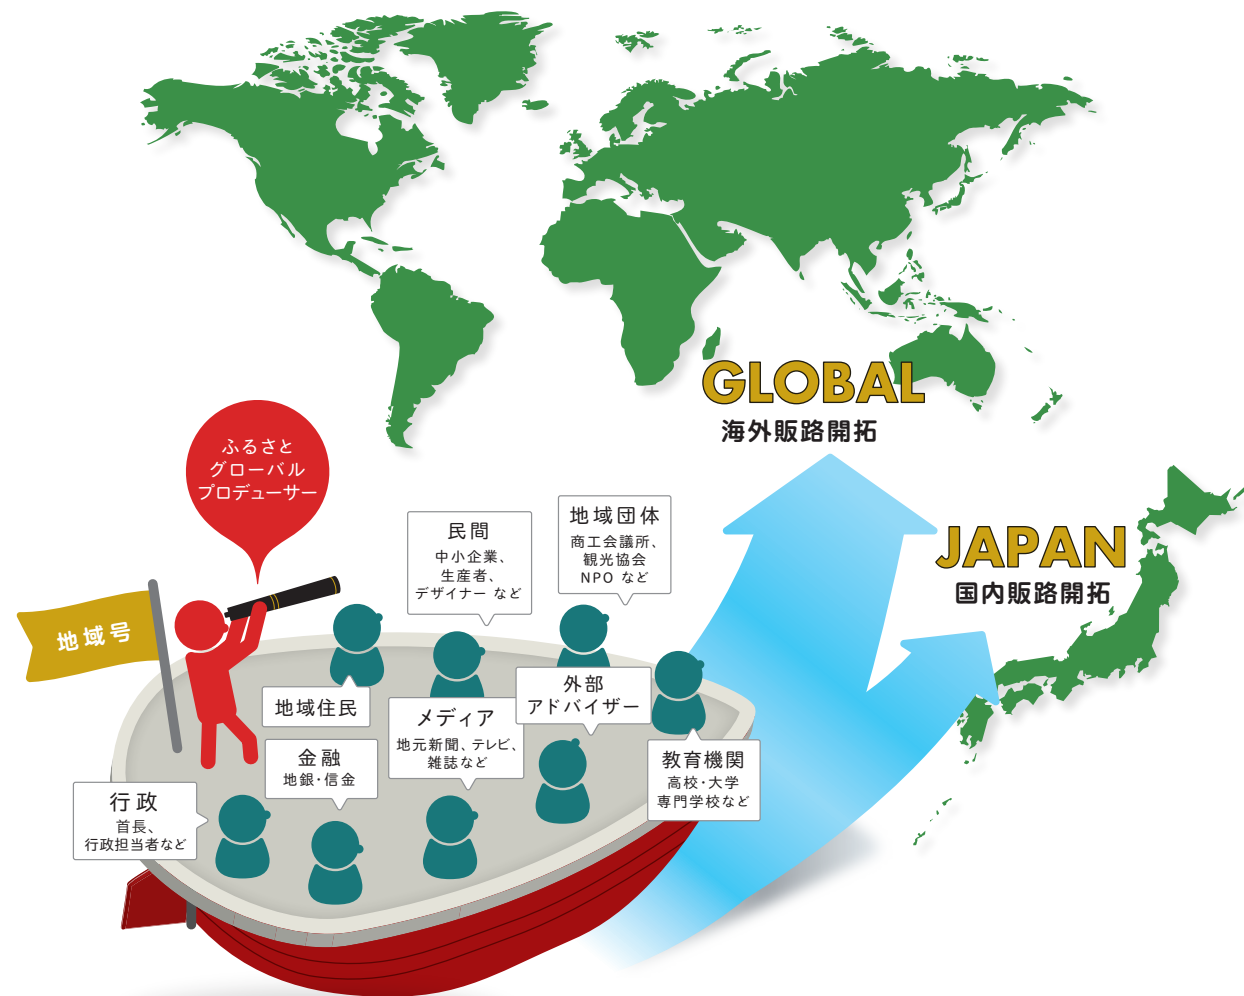 GLOBAL
海外販路開拓
JAPAN
国内販路開拓
ふるさと
グローバル
プロデューサー
地域号
民間
中小企業、
生産者、
デザイナー など
地域団体
商工会議所、
観光協会
NPO など
地域住民
メディア
地元新聞、テレビ、
雑誌など
外部
アドバイザー
金融
地銀・信金
教育機関
高校・大学
専門学校など
行政
首長、
行政担当者など